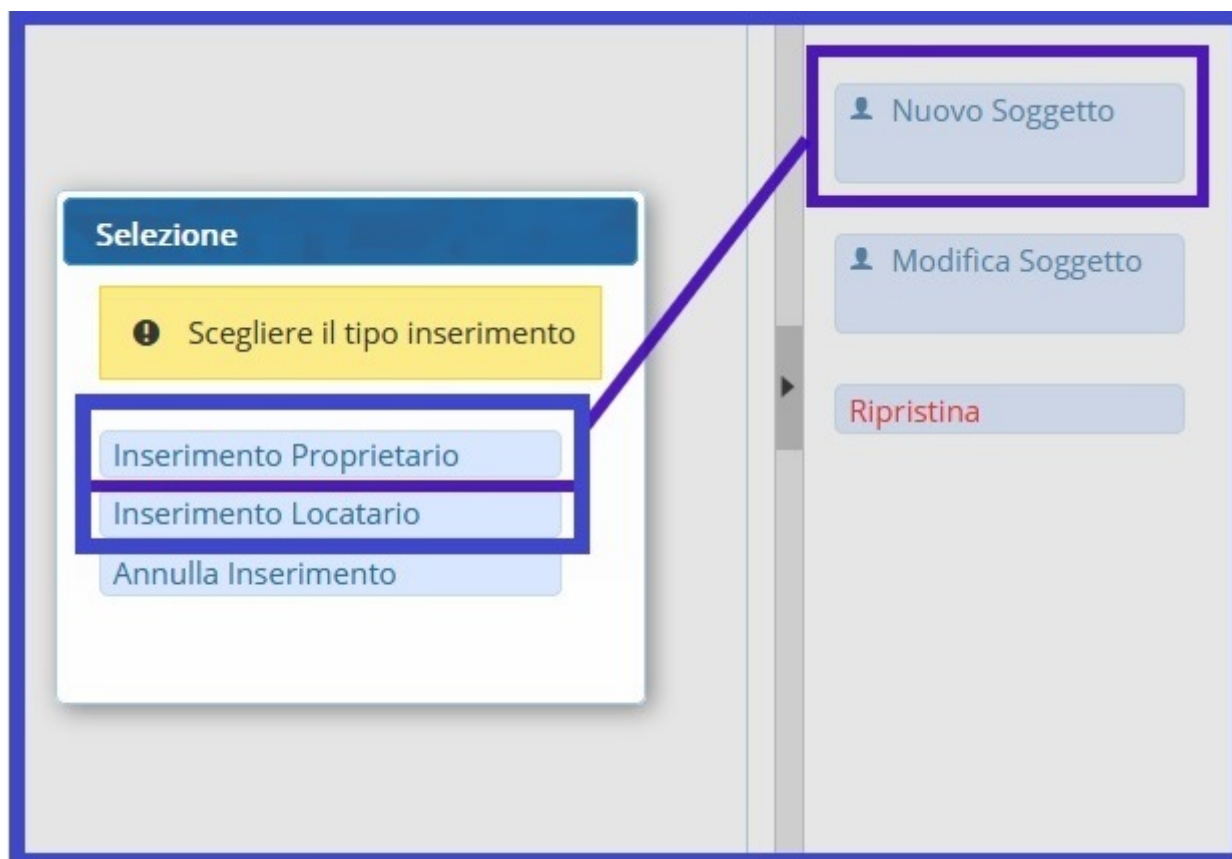 Selezione
Scegliere il tipo inserimento
Inserimento Proprietario
Inserimento Locatario
Annulla Inserimento
Nuovo Soggetto
Modifica Soggetto
Ripristina